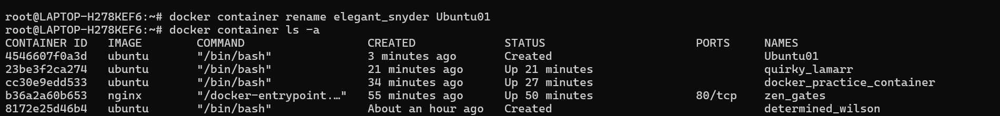 root@LAPTOP-H278KEF6:~# docker container rename elegant_snyder Ubuntu01
root@LAPTOP-H278KEF6:~# docker container ls -a
CONTAINER ID   IMAGE        COMMAND                  CREATED             STATUS                      PORTS     NAMES
4546607f0a3d   ubuntu       "/bin/bash"              3 minutes ago       Created                               Ubuntu01
23be3f2ca274   ubuntu       "/bin/bash"              21 minutes ago      Up 21 minutes                         quirky_lamarr
cc30e9edd533   ubuntu       "/bin/bash"              34 minutes ago      Up 27 minutes                         docker_practice_container
b36a2a60b653   nginx        "/docker-entrypoint.…"   55 minutes ago      Up 50 minutes               80/tcp    zen_gates
8172e25d46b4   ubuntu       "/bin/bash"              About an hour ago   Created                               determined_wilson